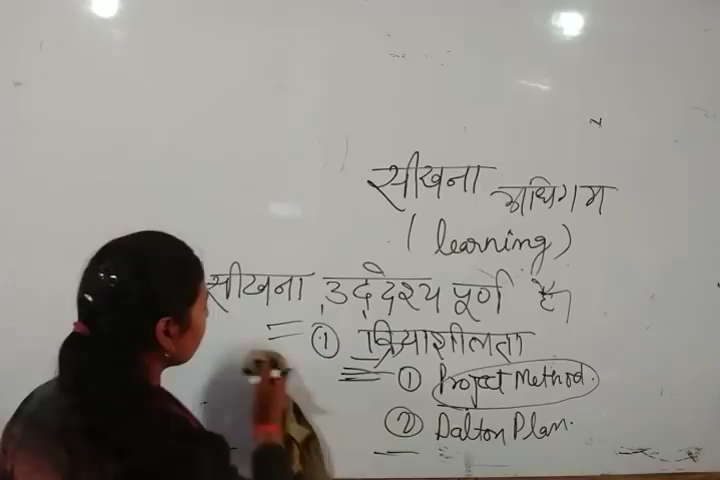 सीखना अधिगम
(learning)
सीखना उद्देश्य पूर्ण है
① क्रियाशीलता
① Project Method.
② Dalton Plan.